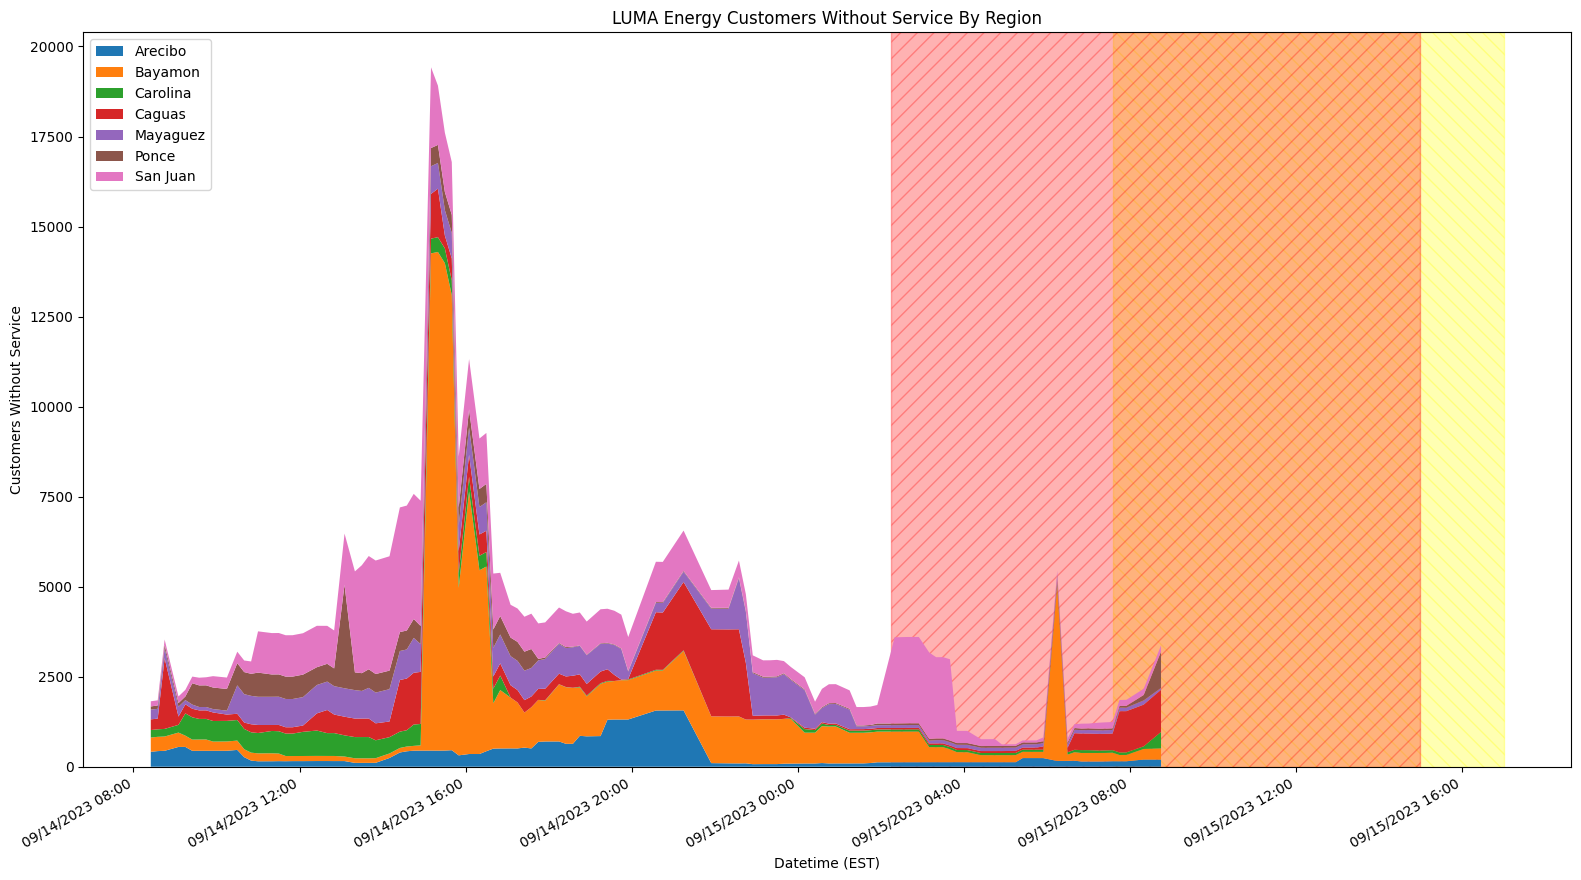 LUMA Energy Customers Without Service By Region
20000
17500
15000
12500
10000
7500
5000
2500
0
Customers Without Service
Arecibo
Bayamon
Carolina
Caguas
Mayaguez
Ponce
San Juan
09/14/2023 08:00
09/14/2023 12:00
09/14/2023 16:00
09/14/2023 20:00
09/15/2023 00:00
09/15/2023 04:00
09/15/2023 08:00
09/15/2023 12:00
09/15/2023 16:00
Datetime (EST)